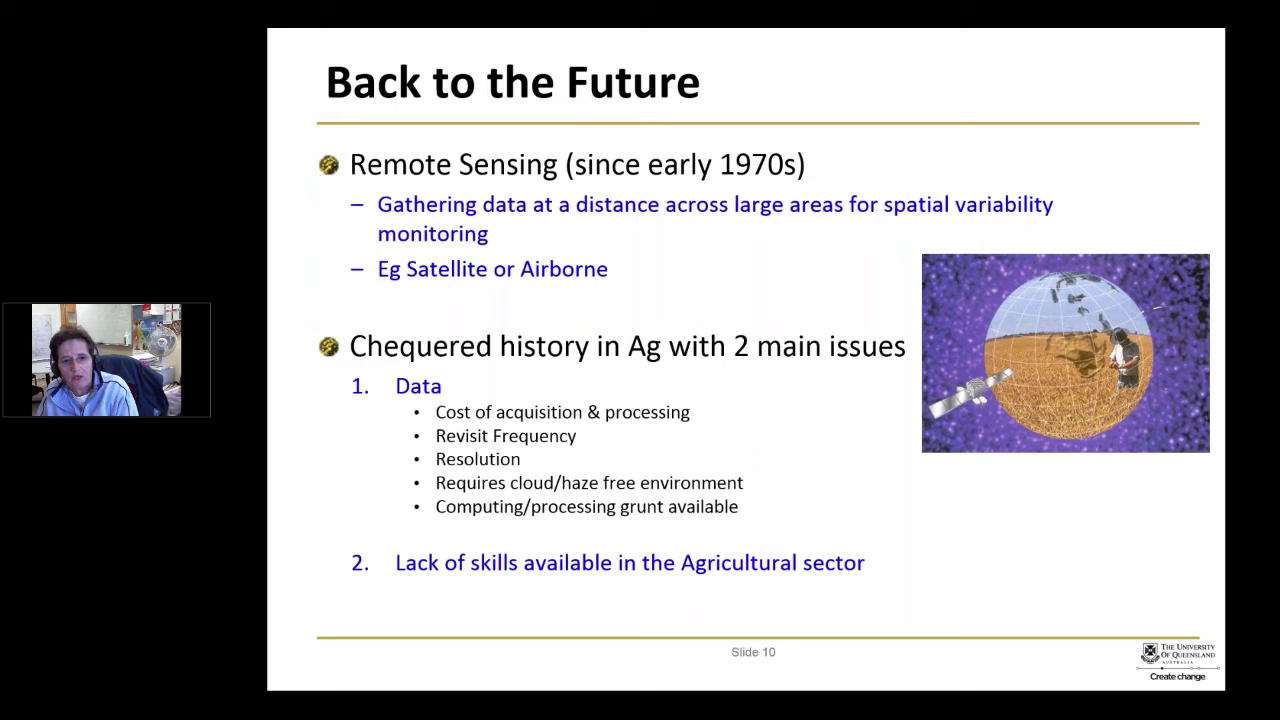 Back to the Future
Remote Sensing (since early 1970s)
– Gathering data at a distance across large areas for spatial variability
monitoring
– Eg Satellite or Airborne
Chequered history in Ag with 2 main issues
1. Data
• Cost of acquisition & processing
• Revisit Frequency
• Resolution
• Requires cloud/haze free environment
• Computing/processing grunt available
2. Lack of skills available in the Agricultural sector
Slide 10
THE UNIVERSITY
OF QUEENSLAND
AUSTRALIA
Create change